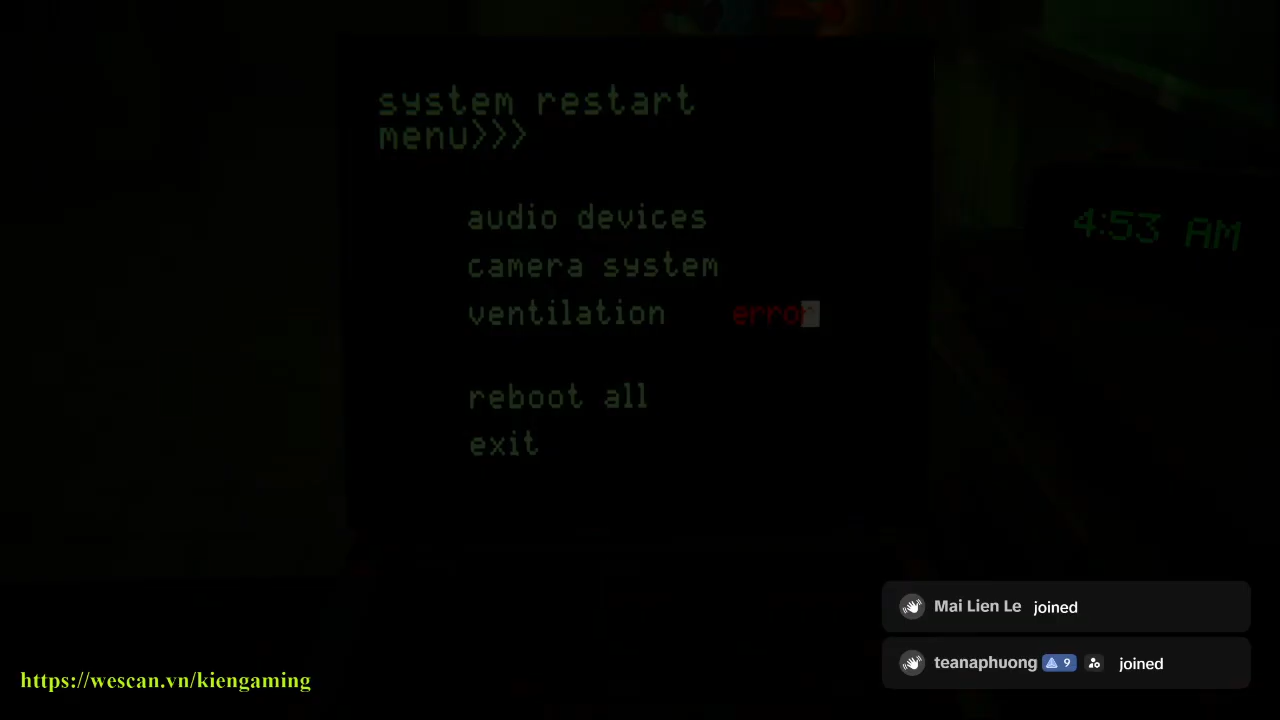 system restart
menu>>>
audio devices
camera system
ventilation error
reboot all
exit
4:53 AM
Mai Lien Le joined
teanaphuong 9 joined
https://wescan.vn/kiengaming